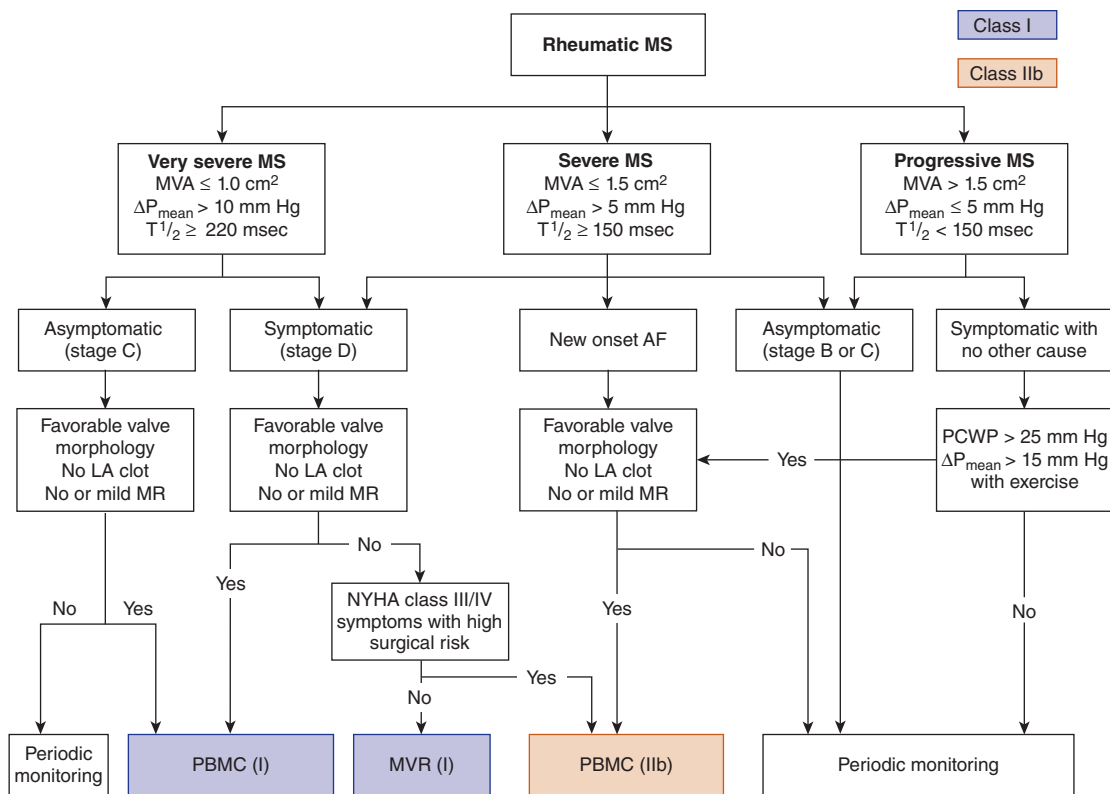 Rheumatic MS
Class I
Class IIb
Very severe MS
MVA ≤ 1.0 cm²
ΔP_mean > 10 mm Hg
T¹/₂ ≥ 220 msec
Severe MS
MVA ≤ 1.5 cm²
ΔP_mean > 5 mm Hg
T¹/₂ ≥ 150 msec
Progressive MS
MVA > 1.5 cm²
ΔP_mean ≤ 5 mm Hg
T¹/₂ < 150 msec
Asymptomatic
(stage C)
Symptomatic
(stage D)
New onset AF
Asymptomatic
(stage B or C)
Symptomatic with
no other cause
Favorable valve
morphology
No LA clot
No or mild MR
Favorable valve
morphology
No LA clot
No or mild MR
Favorable valve
morphology
No LA clot
No or mild MR
Yes
PCWP > 25 mm Hg
ΔP_mean > 15 mm Hg
with exercise
No
Yes
Yes
No
NYHA class III/IV
symptoms with high
surgical risk
No
Yes
Yes
No
No
Periodic
monitoring
PBMC (I)
MVR (I)
PBMC (IIb)
Periodic monitoring